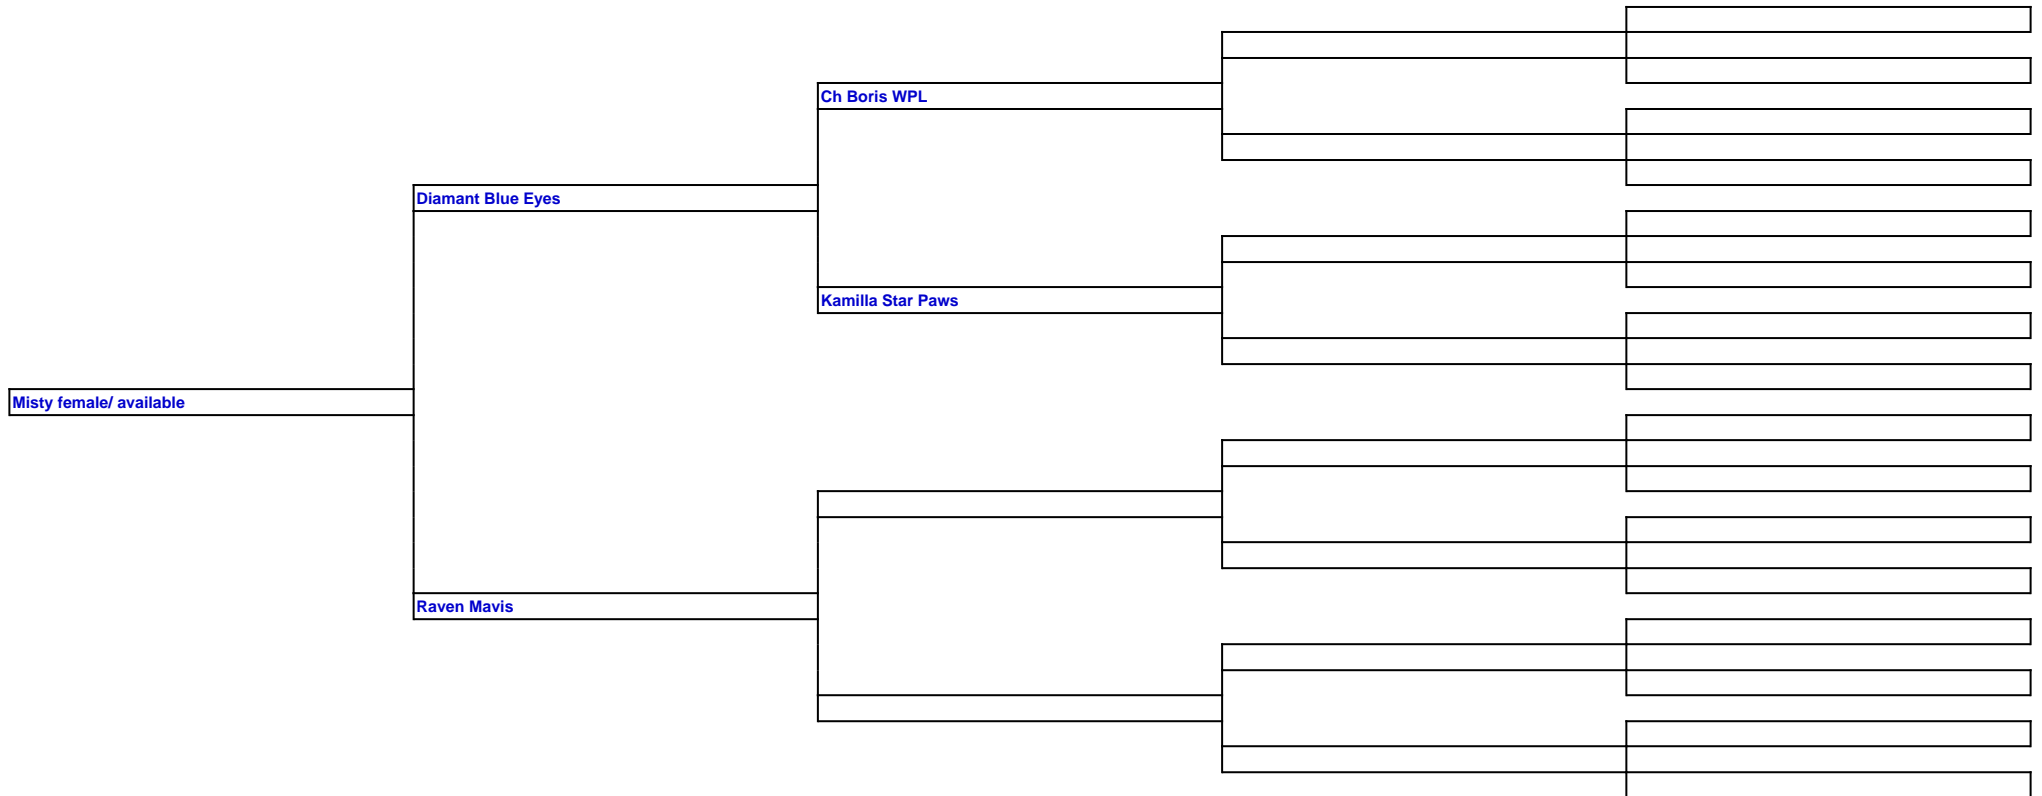 Ch Boris WPL
Diamant Blue Eyes
Kamilla Star Paws
Misty female/ available
Raven Mavis